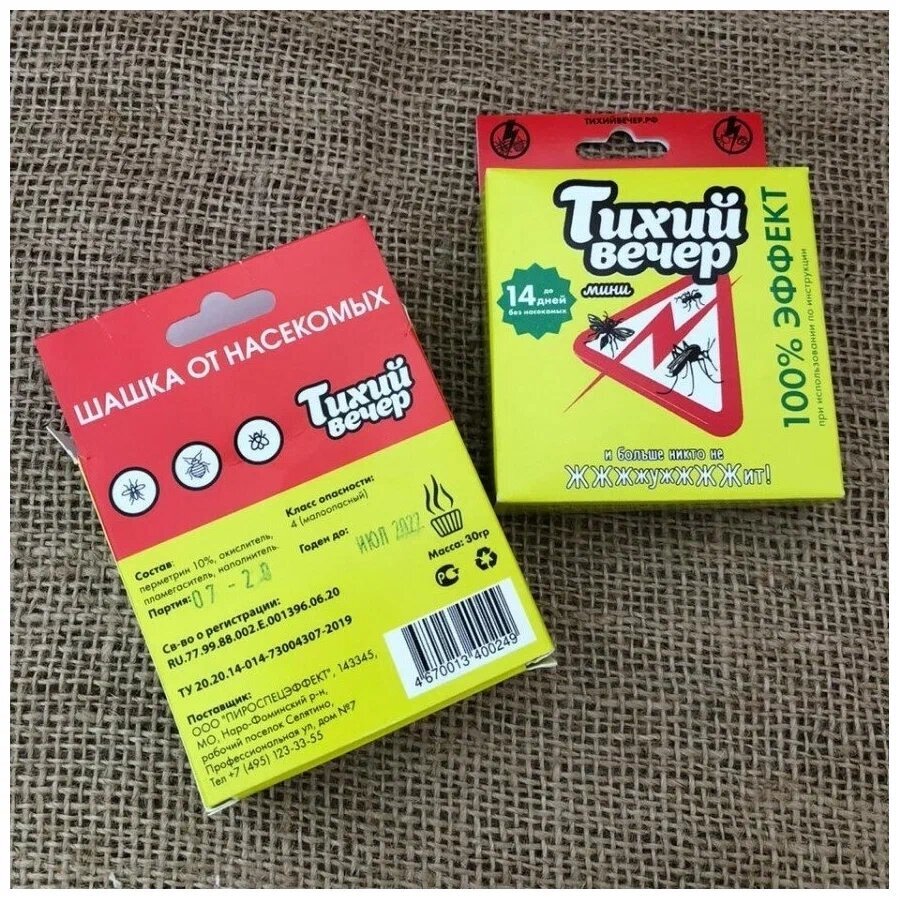 ШАШКА ОТ НАСЕКОМЫХ
Тихий
вечер
Состав:
перметрин 10%, окислитель,
пламегаситель, наполнитель.
Партия: 07 - 20
Класс опасности:
4 (малоопасный)
Годен до: ИЮЛ 2022
Масса: 30гр
Св-во о регистрации:
RU.77.99.88.002.E.001396.06.20
ТУ 20.20.14-014-73004307-2019
Поставщик:
ООО "ПИРОСПЕЦЭФФЕКТ", 143345,
МО, Наро-Фоминский р-н,
рабочий поселок Селятино,
Профессиональная ул, дом №7
Тел +7 (495) 123-33-55
4 670013 400249
ТИХИЙВЕЧЕР.РФ
Тихий
вечер
мини
14 до
дней
без насекомых
100% ЭФФЕКТ
при использовании по инструкции
и больше никто не
ЖЖЖжужжЖЖЖит!